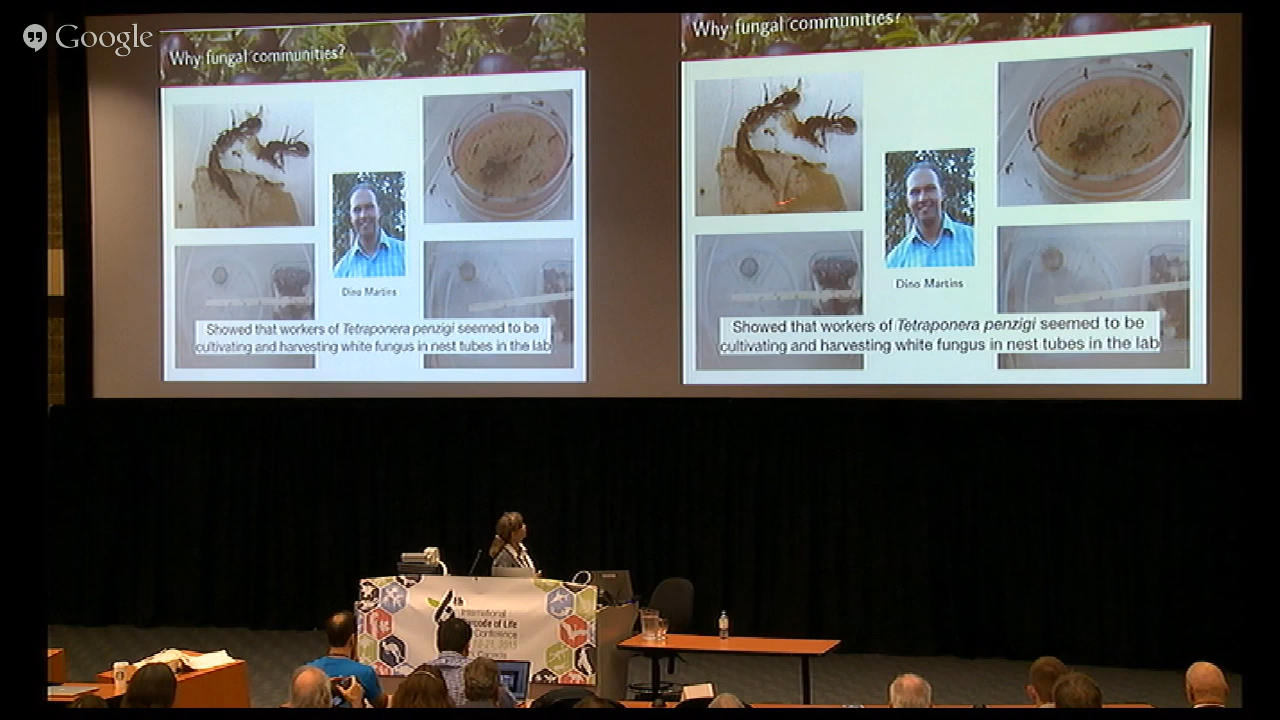 Google
Why fungal communities?
Dino Martins
Showed that workers of Tetraponera penzigi seemed to be
cultivating and harvesting white fungus in nest tubes in the lab
Why fungal communities?
Dino Martins
Showed that workers of Tetraponera penzigi seemed to be
cultivating and harvesting white fungus in nest tubes in the lab
th
International
of Life
Conference
2015